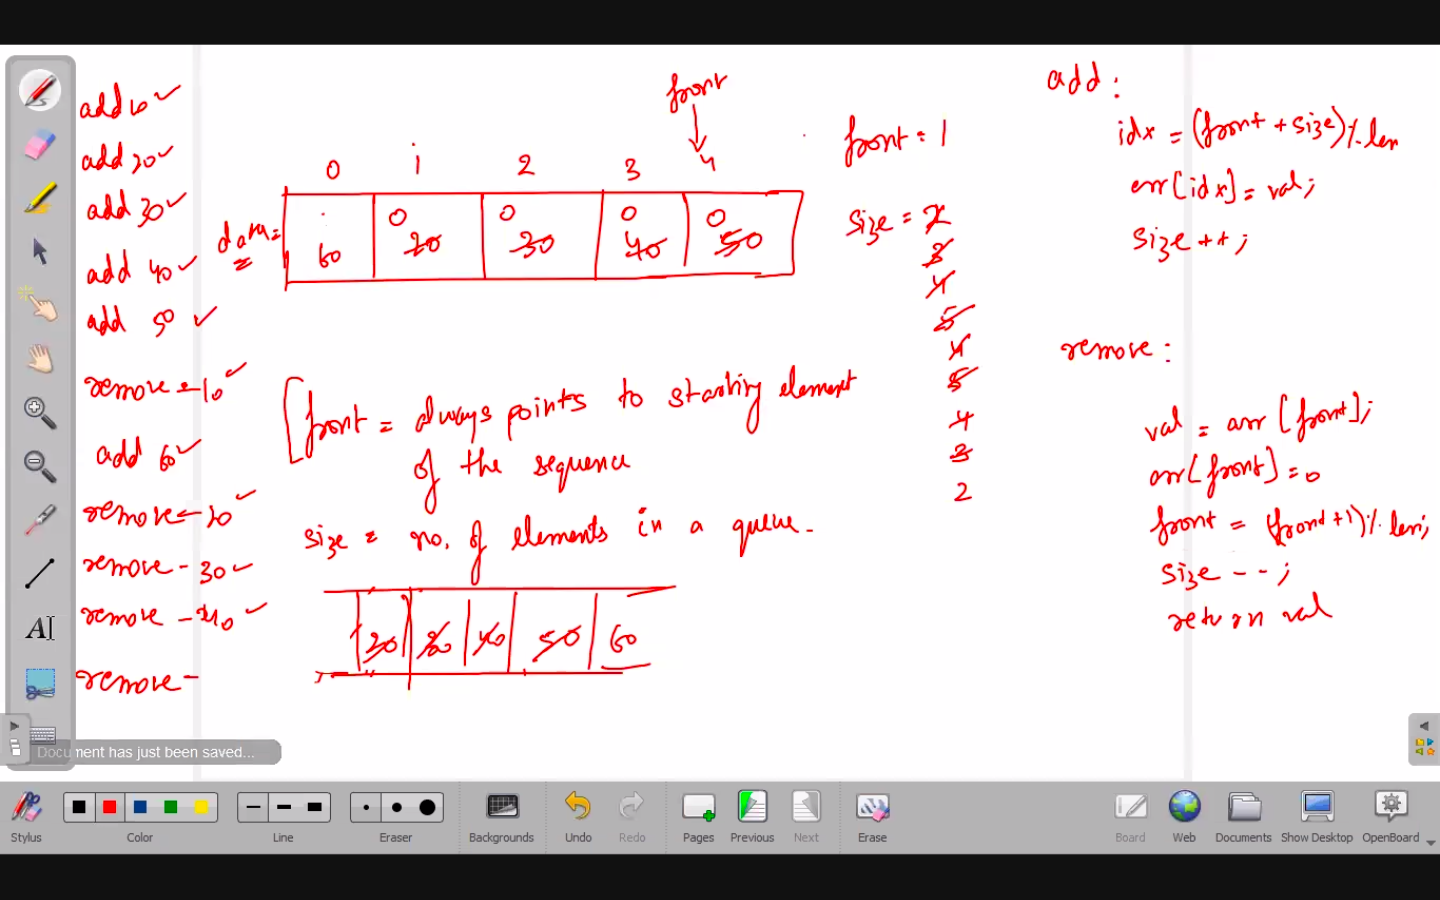 add 10 ✓
add 20 ✓
add 30 ✓
add 40 ✓
add 50 ✓
remove - 10 ✓
add 60 ✓
remove - 20 ✓
remove - 30 ✓
remove - 40 ✓
remove -
front
0 1 2 3 4
data =
0 0 0 0
60 20 30 40 50
front = 1
size = 2
3
4
5
4
5
4
3
2
front = always points to starting element
of the sequence
size = no. of elements in a queue.
20 30 40 50 60
add :
idx = (front + size) % len
arr[idx] = val;
size ++;
remove :
val = arr [front];
arr[front] = 0
front = (front + 1) % len;
size --;
return val
Document has just been saved...
Stylus
Color
Line
Eraser
Backgrounds
Undo
Redo
Pages
Previous
Next
Erase
Board
Web
Documents
Show Desktop
OpenBoard